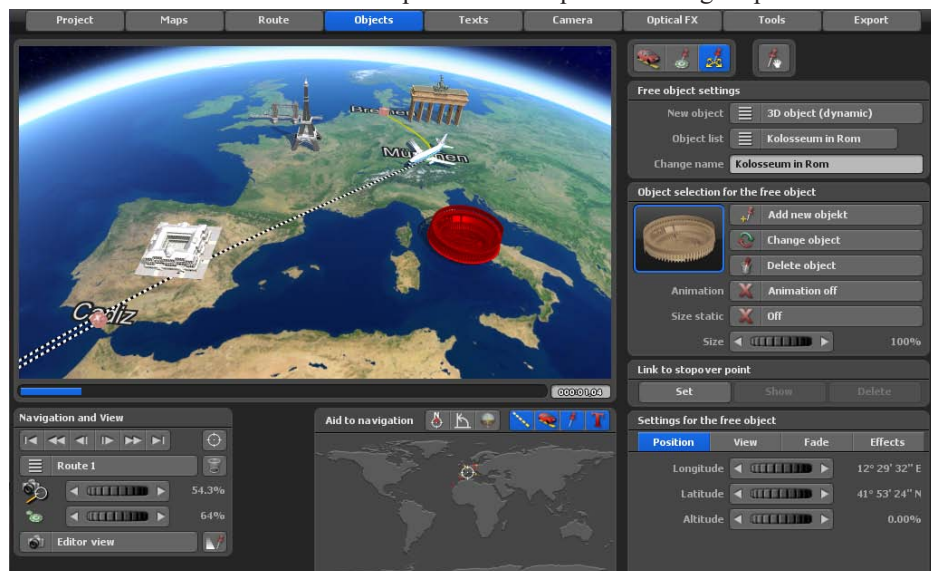 Project Maps Route Objects Texts Camera Optical FX Tools Export
Bremen
München
Cadiz
000:01,04
Free object settings
New object 3D object (dynamic)
Object list Kolosseum in Rom
Change name Kolosseum in Rom
Object selection for the free object
Add new objekt
Change object
Delete object
Animation Animation off
Size static Off
Size 100%
Link to stopover point
Set Show Delete
Navigation and View
Route 1
54.3%
64%
Editor view
Aid to navigation
Settings for the free object
Position View Fade Effects
Longitude 12° 29' 32" E
Latitude 41° 53' 24" N
Altitude 0.00%